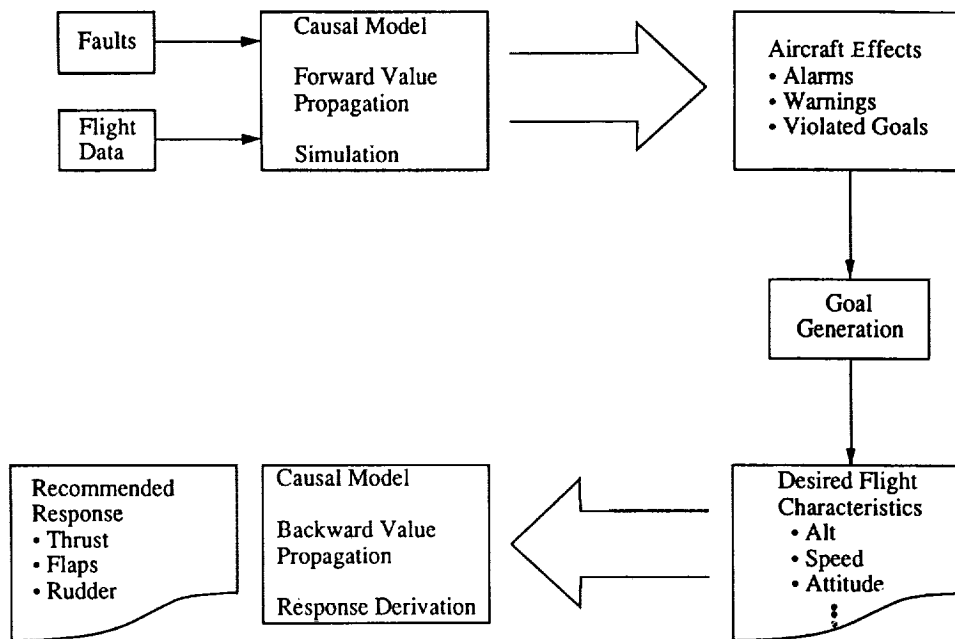 Faults
Flight
Data
Causal Model
Forward Value
Propagation
Simulation
Aircraft Effects
• Alarms
• Warnings
• Violated Goals
Goal
Generation
Desired Flight
Characteristics
• Alt
• Speed
• Attitude
Causal Model
Backward Value
Propagation
Response Derivation
Recommended
Response
• Thrust
• Flaps
• Rudder